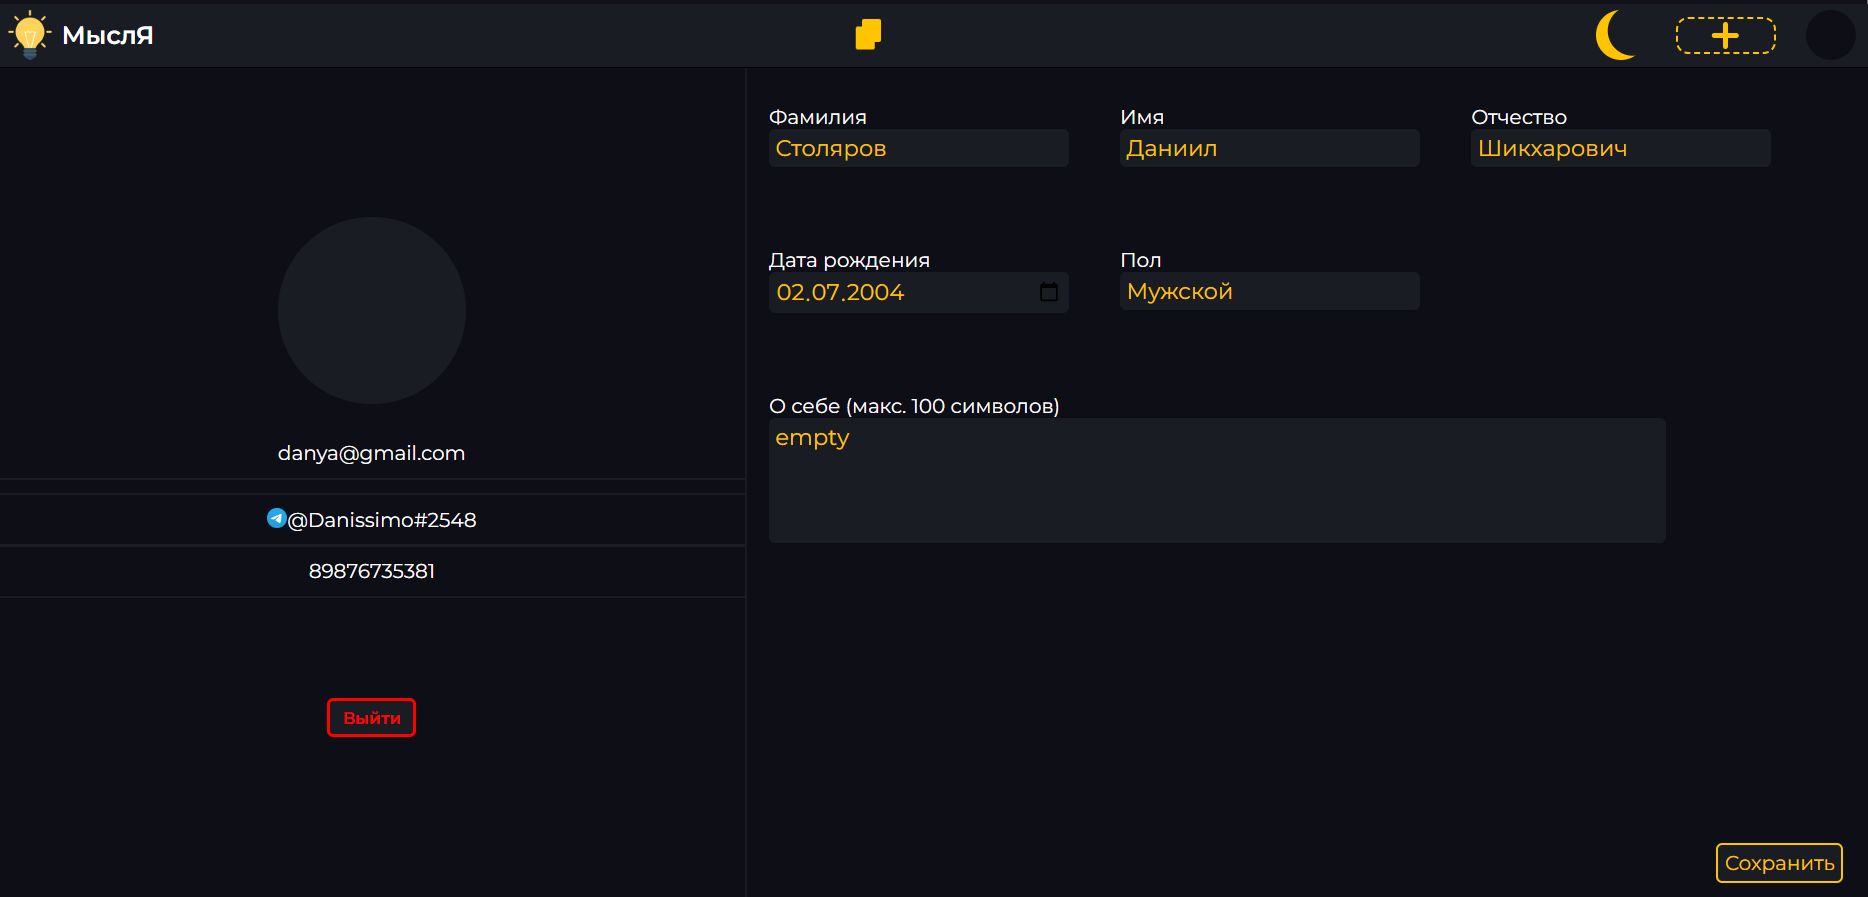 МыслЯ
Фамилия
Столяров
Имя
Даниил
Отчество
Шикхарович
Дата рождения
02.07.2004
Пол
Мужской
О себе (макс. 100 символов)
empty
danya@gmail.com
@Danissimo#2548
89876735381
Выйти
Сохранить